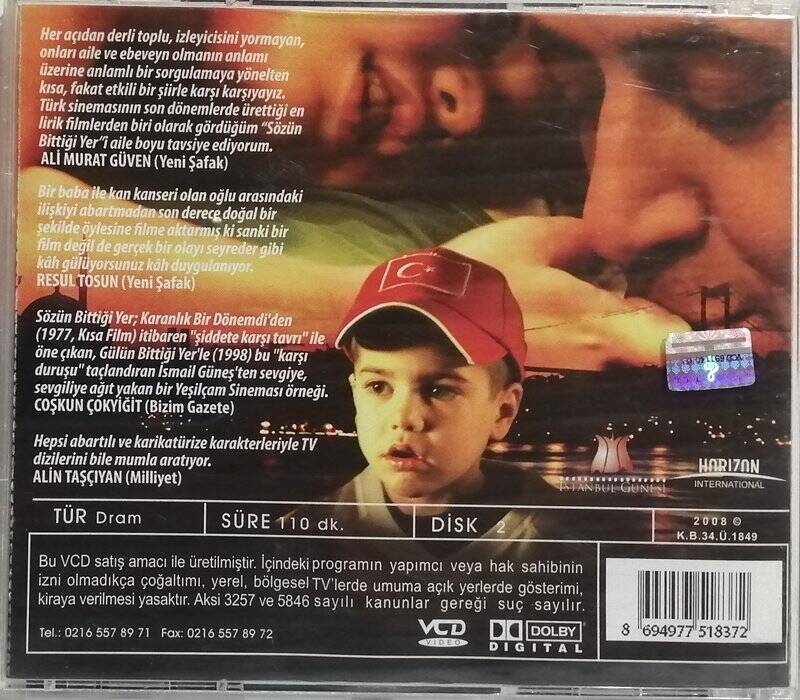 Her açıdan derli toplu, izleyicisini yormayan,
onları aile ve ebeveyn olmanın anlamı
üzerine anlamlı bir sorgulamaya yönelten
kısa, fakat etkili bir şiirle karşı karşıyayız.
Türk sinemasının son dönemlerde ürettiği en
lirik filmlerden biri olarak gördüğüm "Sözün
Bittiği Yer"i aile boyu tavsiye ediyorum.
ALİ MURAT GÜVEN (Yeni Şafak)
Bir baba ile kan kanseri olan oğlu arasındaki
ilişkiyi abartmadan son derece doğal bir
şekilde öylesine filme aktarmış ki sanki bir
film değil de gerçek bir olayı seyreder gibi
kâh gülüyorsunuz kâh duygulanıyor.
RESUL TOSUN (Yeni Şafak)
Sözün Bittiği Yer; Karanlık Bir Dönemdi'den
(1977, Kısa Film) itibaren "şiddete karşı tavrı" ile
öne çıkan, Gülün Bittiği Yer'le (1998) bu "karşı
duruşu" taçlandıran İsmail Güneş'ten sevgiye,
sevgiliye ağıt yakan bir Yeşilçam Sineması örneği.
COŞKUN ÇOKYİĞİT (Bizim Gazete)
Hepsi abartılı ve karikatürize karakterleriyle TV
dizilerini bile mumla aratıyor.
ALİN TAŞÇIYAN (Milliyet)
İSTANBUL GÜNEŞİ
HORIZON
INTERNATIONAL
TÜR Dram SÜRE 110 dk. DİSK 2
2008 ©
K.B.34.Ü.1849
Bu VCD satış amacı ile üretilmiştir. İçindeki programın yapımcı veya hak sahibinin
izni olmadıkça çoğaltımı, yerel, bölgesel TV'lerde umuma açık yerlerde gösterimi,
kiraya verilmesi yasaktır. Aksi 3257 ve 5846 sayılı kanunlar gereği suç sayılır.
Tel.: 0216 557 89 71 Fax: 0216 557 89 72
VCD
VIDEO
DOLBY
DIGITAL
8 694977 518372